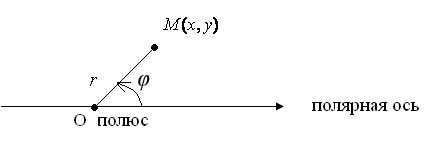 M(x, y)
r φ
полярная ось
О полюс